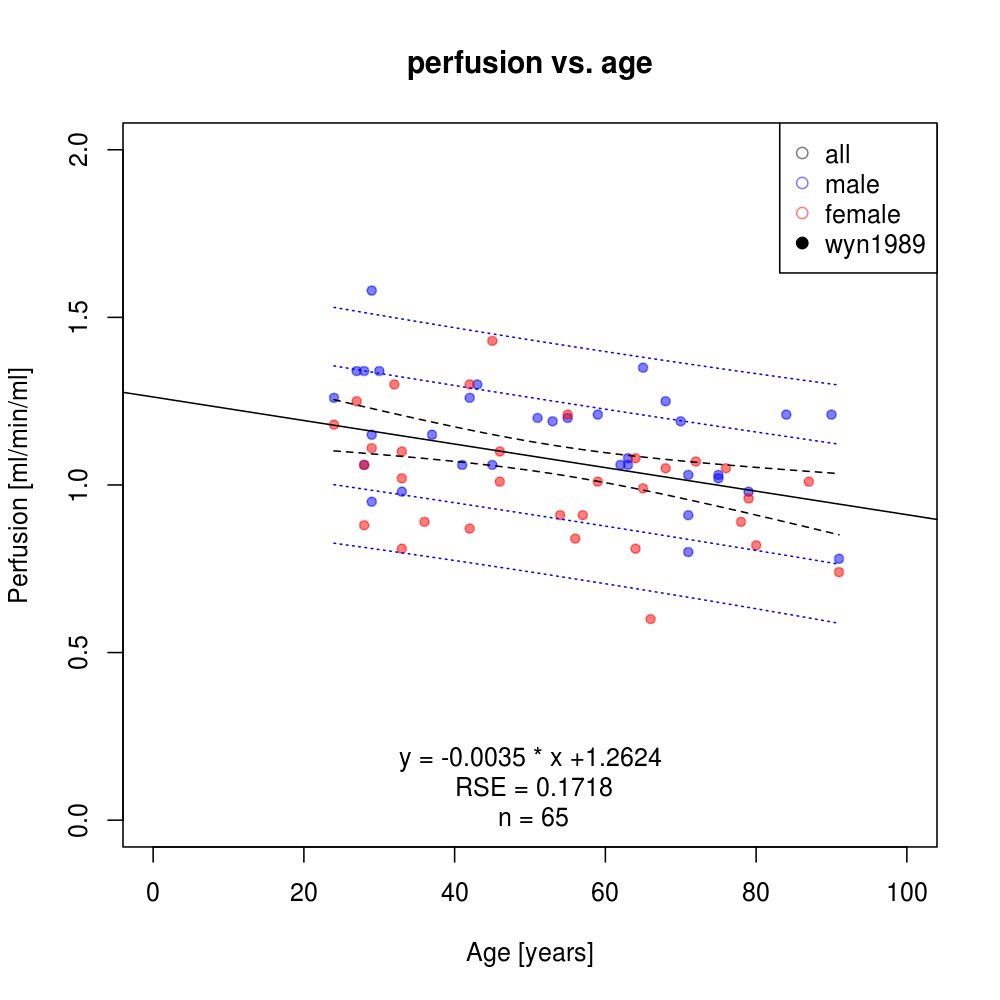 perfusion vs. age
all
male
female
wyn1989
Perfusion [ml/min/ml]
2.0
1.5
1.0
0.5
0.0
y = -0.0035 * x +1.2624
RSE = 0.1718
n = 65
0 20 40 60 80 100
Age [years]